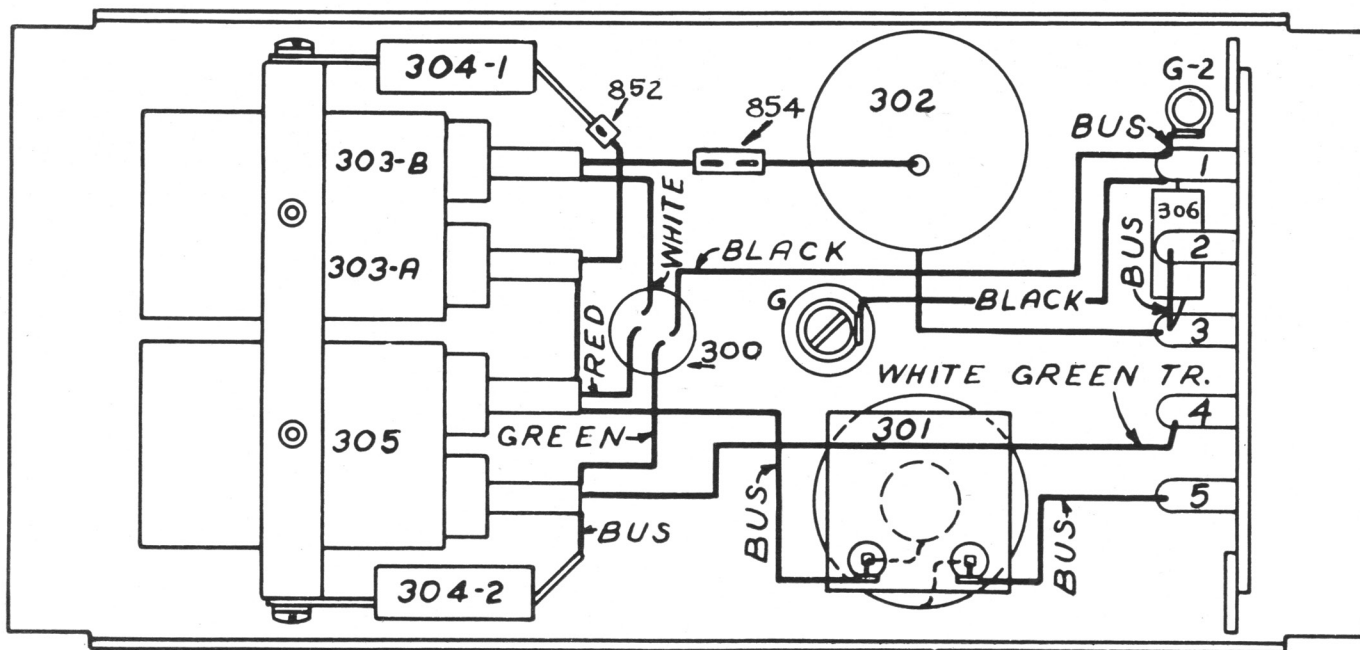 304-1
852
854
302
G-2
BUS
1
303-B
WHITE
306
2
303-A
BLACK
BUS
G
BLACK
3
RED
300
WHITE GREEN TR.
4
305
GREEN
301
5
BUS
BUS
BUS
304-2